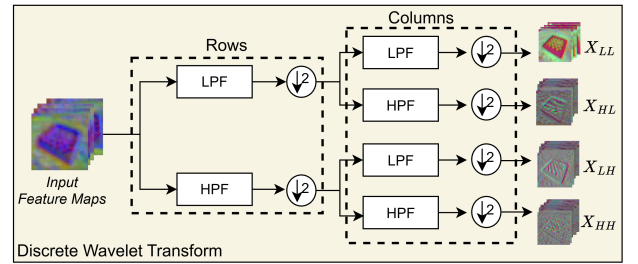 Columns
Rows
LPF
↓2
X_LL
LPF
↓2
HPF
↓2
X_HL
Input
Feature Maps
LPF
↓2
X_LH
HPF
↓2
HPF
↓2
X_HH
Discrete Wavelet Transform